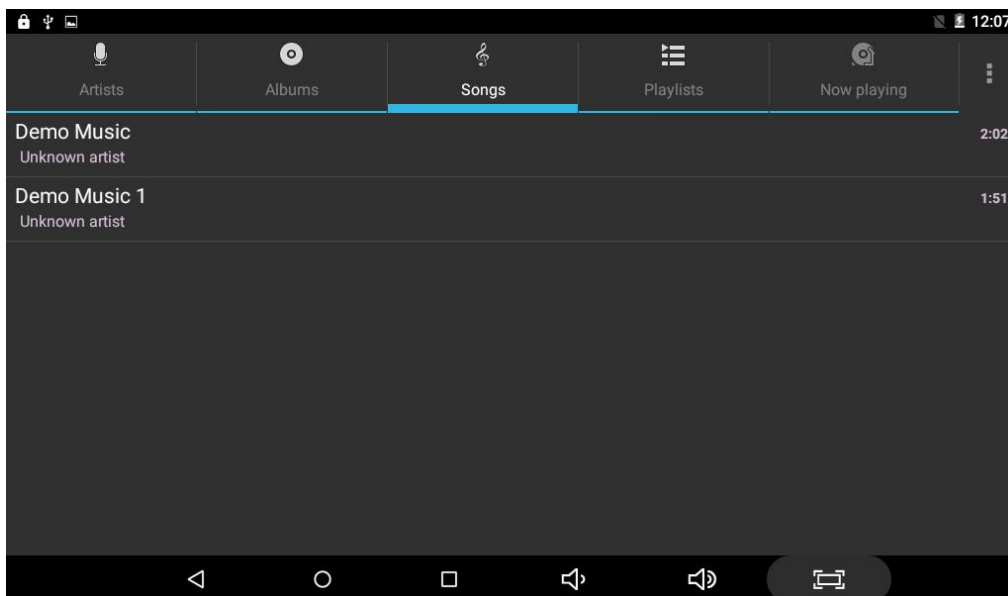 12:07
Artists
Albums
Songs
Playlists
Now playing
Demo Music
2:02
Unknown artist
Demo Music 1
1:51
Unknown artist